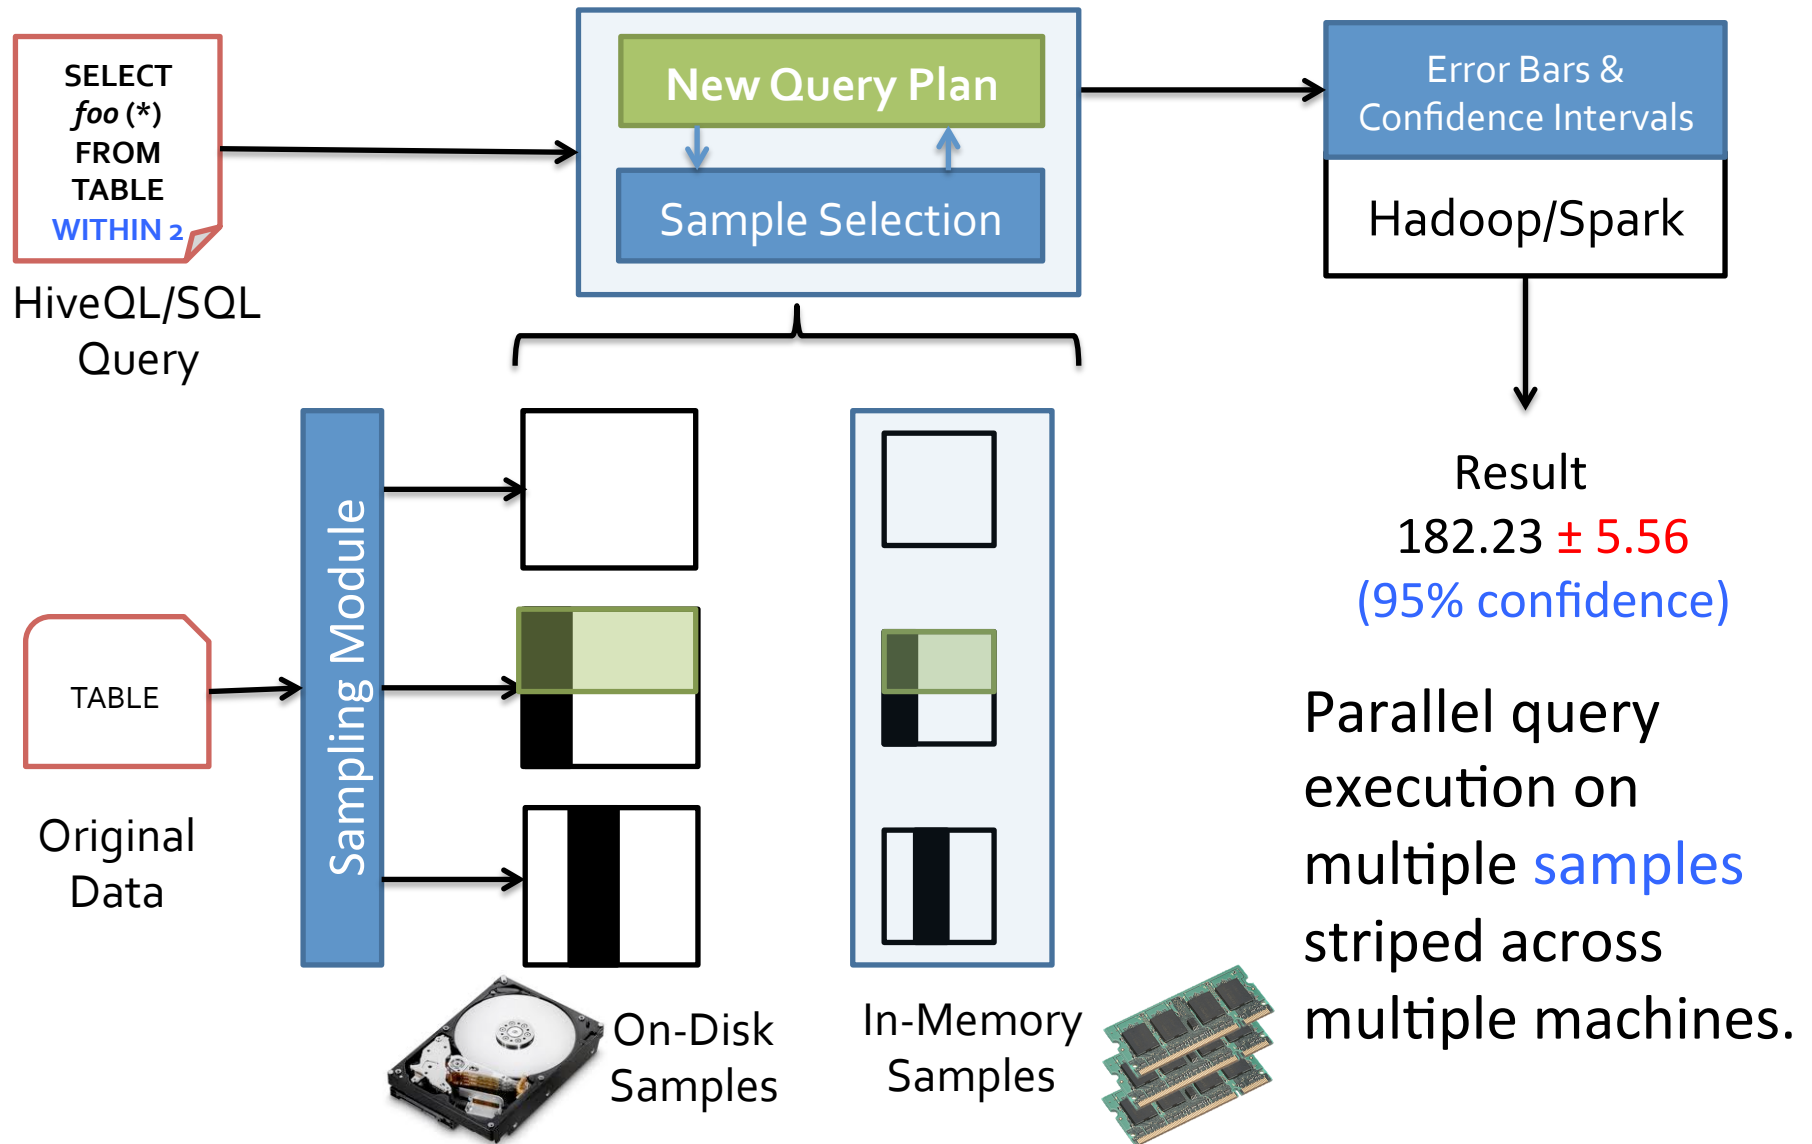 SELECT
foo (*)
FROM
TABLE
WITHIN 2
HiveQL/SQL
Query
New Query Plan
Sample Selection
Error Bars &
Confidence Intervals
Hadoop/Spark
Result
182.23 ± 5.56
(95% confidence)
TABLE
Original
Data
Sampling Module
On-Disk
Samples
In-Memory
Samples
Parallel query
execution on
multiple samples
striped across
multiple machines.